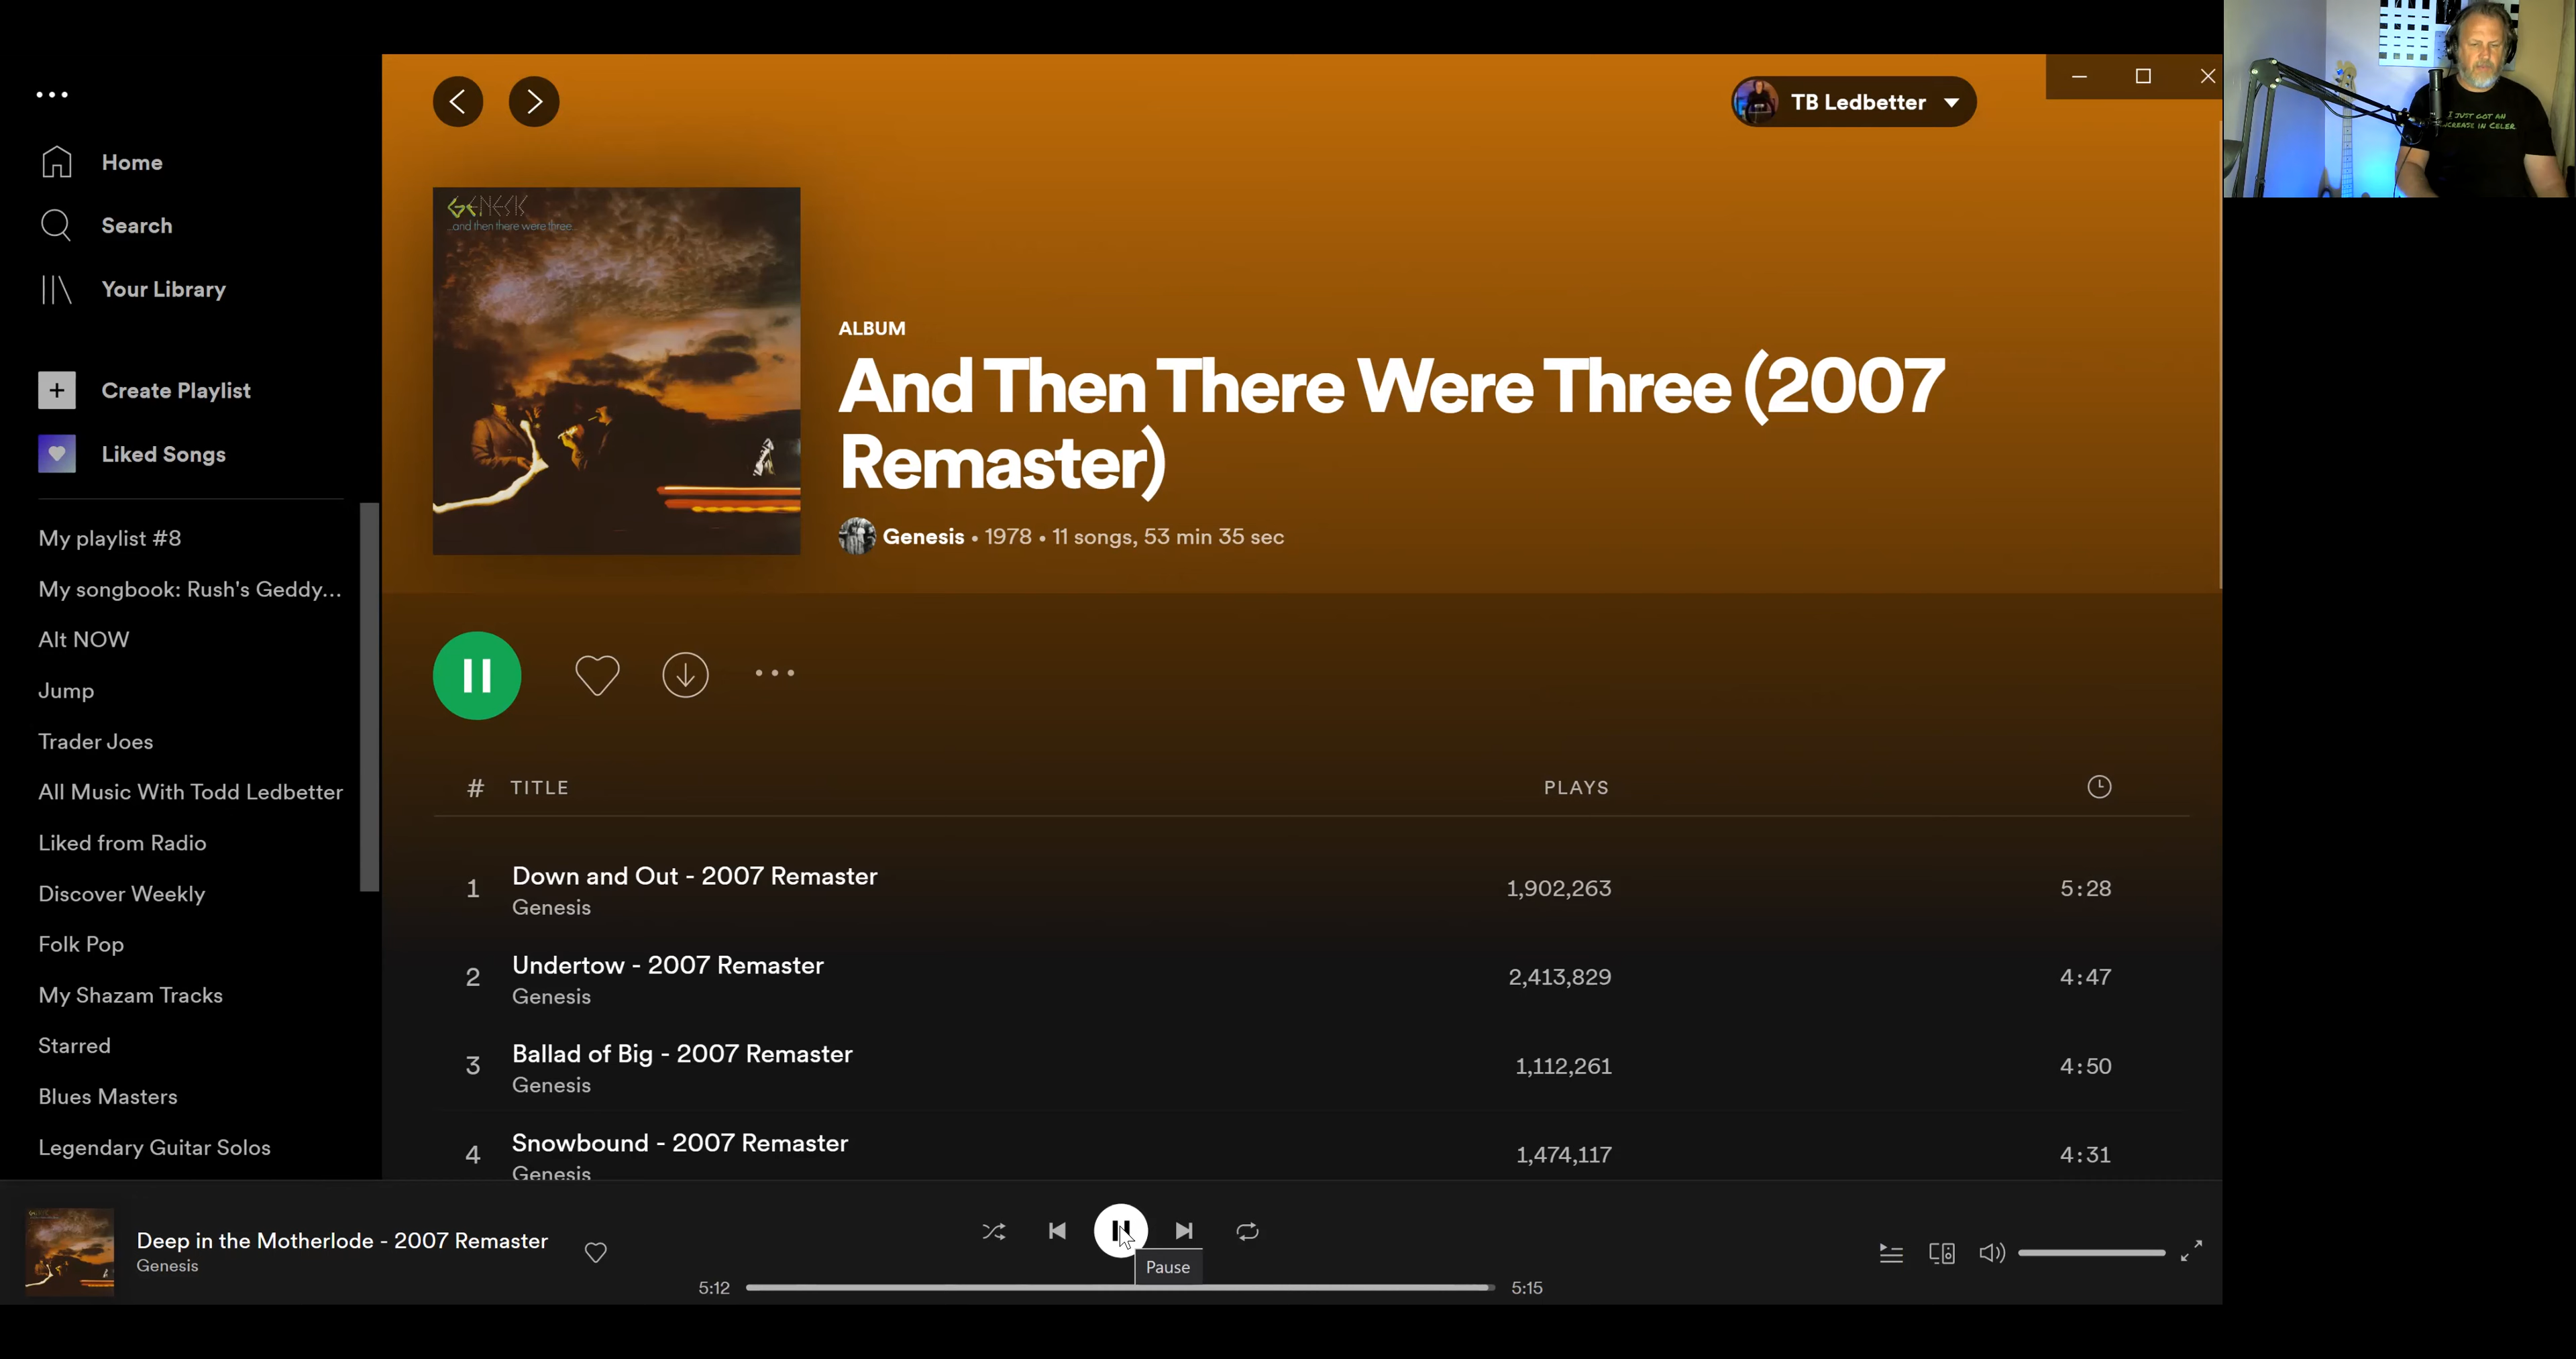 Home
Search
Your Library
Create Playlist
Liked Songs
My playlist #8
My songbook: Rush's Geddy...
Alt NOW
Jump
Trader Joes
All Music With Todd Ledbetter
Liked from Radio
Discover Weekly
Folk Pop
My Shazam Tracks
Starred
Blues Masters
Legendary Guitar Solos
TB Ledbetter
GENESIS
...and then there were three...
ALBUM
And Then There Were Three (2007
Remaster)
Genesis • 1978 • 11 songs, 53 min 35 sec
# TITLE PLAYS
1 Down and Out - 2007 Remaster 1,902,263 5:28
Genesis
2 Undertow - 2007 Remaster 2,413,829 4:47
Genesis
3 Ballad of Big - 2007 Remaster 1,112,261 4:50
Genesis
4 Snowbound - 2007 Remaster 1,474,117 4:31
Genesis
Deep in the Motherlode - 2007 Remaster
Genesis
Pause
5:12 5:15
I JUST GOT AN
INCREASE IN CELER